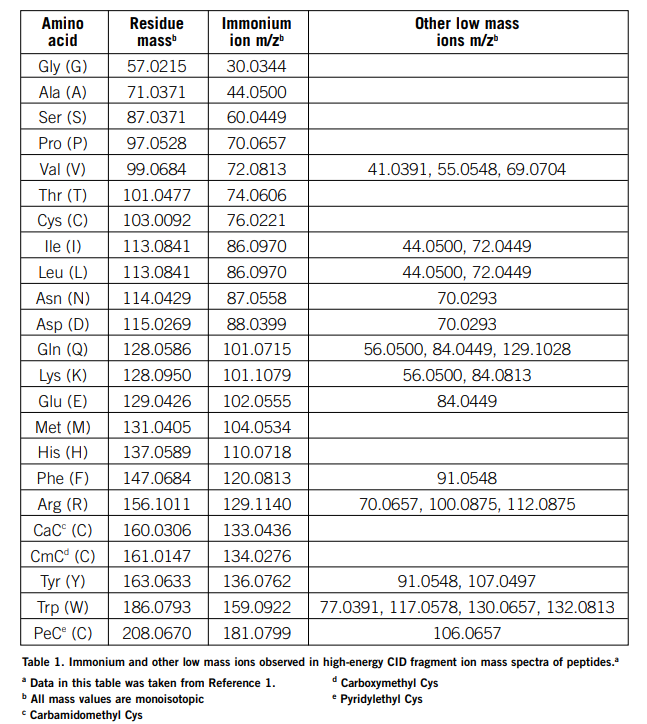 Amino acid Residue massᵇ Immonium ion m/zᵇ Other low mass ions m/zᵇ
Gly (G) 57.0215 30.0344
Ala (A) 71.0371 44.0500
Ser (S) 87.0371 60.0449
Pro (P) 97.0528 70.0657
Val (V) 99.0684 72.0813 41.0391, 55.0548, 69.0704
Thr (T) 101.0477 74.0606
Cys (C) 103.0092 76.0221
Ile (I) 113.0841 86.0970 44.0500, 72.0449
Leu (L) 113.0841 86.0970 44.0500, 72.0449
Asn (N) 114.0429 87.0558 70.0293
Asp (D) 115.0269 88.0399 70.0293
Gln (Q) 128.0586 101.0715 56.0500, 84.0449, 129.1028
Lys (K) 128.0950 101.1079 56.0500, 84.0813
Glu (E) 129.0426 102.0555 84.0449
Met (M) 131.0405 104.0534
His (H) 137.0589 110.0718
Phe (F) 147.0684 120.0813 91.0548
Arg (R) 156.1011 129.1140 70.0657, 100.0875, 112.0875
CaCᶜ (C) 160.0306 133.0436
CmCᵈ (C) 161.0147 134.0276
Tyr (Y) 163.0633 136.0762 91.0548, 107.0497
Trp (W) 186.0793 159.0922 77.0391, 117.0578, 130.0657, 132.0813
PeCᵉ (C) 208.0670 181.0799 106.0657
Table 1. Immonium and other low mass ions observed in high-energy CID fragment ion mass spectra of peptides.ᵃ
ᵃ Data in this table was taken from Reference 1.
ᵇ All mass values are monoisotopic
ᶜ Carbamidomethyl Cys
ᵈ Carboxymethyl Cys
ᵉ Pyridylethyl Cys